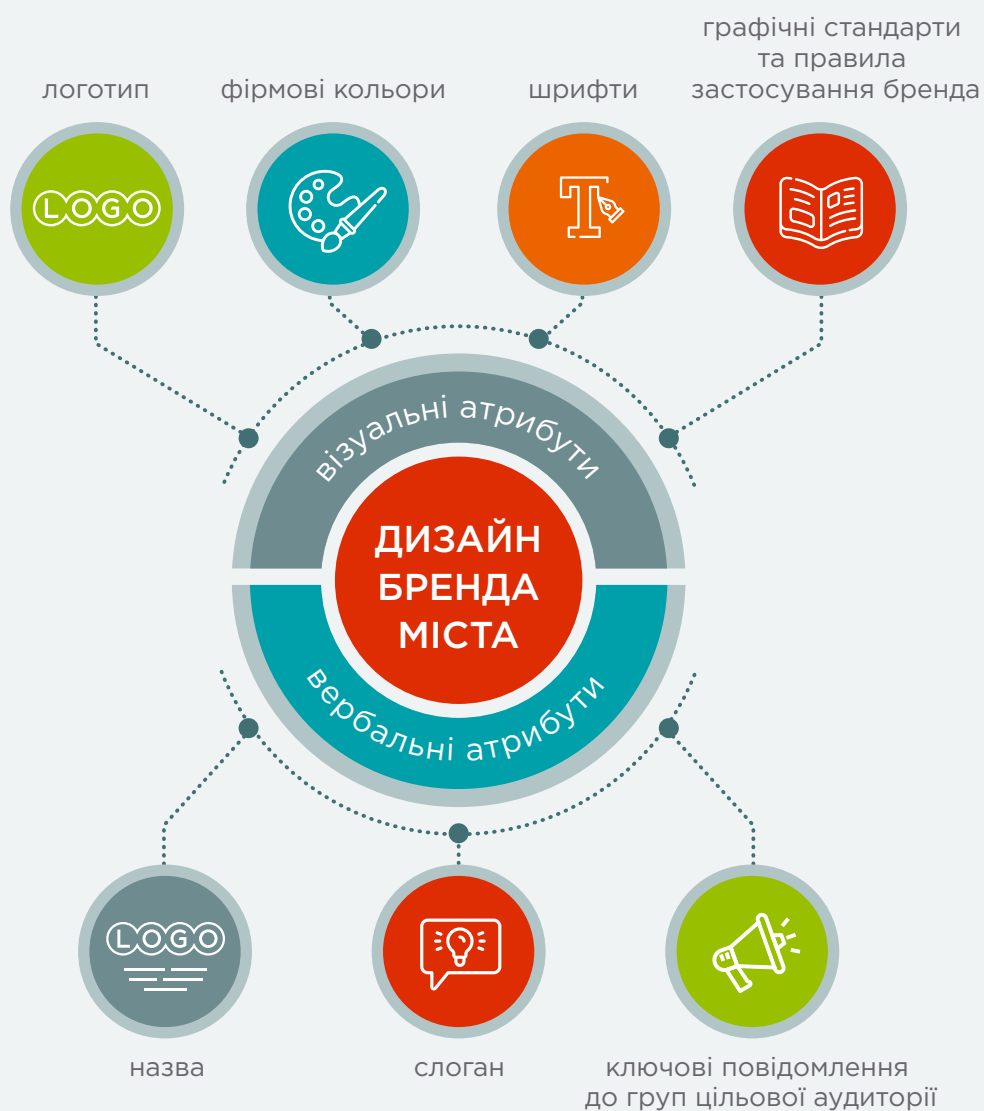 графічні стандарти
та правила
застосування бренда
логотип
фірмові кольори
шрифти
LOGO
T
візуальні атрибути
ДИЗАЙН
БРЕНДА
МІСТА
вербальні атрибути
LOGO
назва
слоган
ключові повідомлення
до груп цільової аудиторії